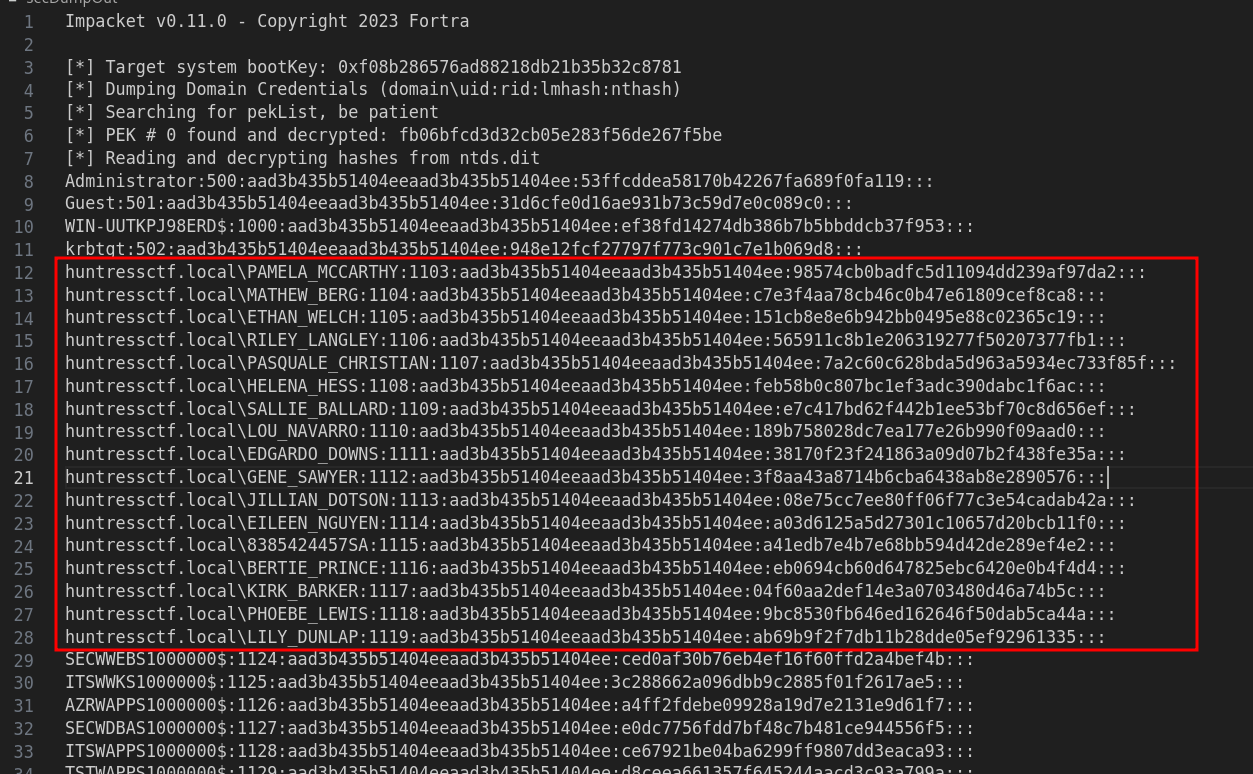 secDumpOut
1 Impacket v0.11.0 - Copyright 2023 Fortra
2
3 [*] Target system bootKey: 0xf08b286576ad88218db21b35b32c8781
4 [*] Dumping Domain Credentials (domain\uid:rid:lmhash:nthash)
5 [*] Searching for pekList, be patient
6 [*] PEK # 0 found and decrypted: fb06bfcd3d32cb05e283f56de267f5be
7 [*] Reading and decrypting hashes from ntds.dit
8 Administrator:500:aad3b435b51404eeaad3b435b51404ee:53ffcddea58170b42267fa689f0fa119:::
9 Guest:501:aad3b435b51404eeaad3b435b51404ee:31d6cfe0d16ae931b73c59d7e0c089c0:::
10 WIN-UUTKPJ98ERD$:1000:aad3b435b51404eeaad3b435b51404ee:ef38fd14274db386b7b5bbddcb37f953:::
11 krbtgt:502:aad3b435b51404eeaad3b435b51404ee:948e12fcf27797f773c901c7e1b069d8:::
12 huntressctf.local\PAMELA_MCCARTHY:1103:aad3b435b51404eeaad3b435b51404ee:98574cb0badfc5d11094dd239af97da2:::
13 huntressctf.local\MATHEW_BERG:1104:aad3b435b51404eeaad3b435b51404ee:c7e3f4aa78cb46c0b47e61809cef8ca8:::
14 huntressctf.local\ETHAN_WELCH:1105:aad3b435b51404eeaad3b435b51404ee:151cb8e8e6b942bb0495e88c02365c19:::
15 huntressctf.local\RILEY_LANGLEY:1106:aad3b435b51404eeaad3b435b51404ee:565911c8b1e206319277f50207377fb1:::
16 huntressctf.local\PASQUALE_CHRISTIAN:1107:aad3b435b51404eeaad3b435b51404ee:7a2c60c628bda5d963a5934ec733f85f:::
17 huntressctf.local\HELENA_HESS:1108:aad3b435b51404eeaad3b435b51404ee:feb58b0c807bc1ef3adc390dabc1f6ac:::
18 huntressctf.local\SALLIE_BALLARD:1109:aad3b435b51404eeaad3b435b51404ee:e7c417bd62f442b1ee53bf70c8d656ef:::
19 huntressctf.local\LOU_NAVARRO:1110:aad3b435b51404eeaad3b435b51404ee:189b758028dc7ea177e26b990f09aad0:::
20 huntressctf.local\EDGARDO_DOWNS:1111:aad3b435b51404eeaad3b435b51404ee:38170f23f241863a09d07b2f438fe35a:::
21 huntressctf.local\GENE_SAWYER:1112:aad3b435b51404eeaad3b435b51404ee:3f8aa43a8714b6cba6438ab8e2890576:::
22 huntressctf.local\JILLIAN_DOTSON:1113:aad3b435b51404eeaad3b435b51404ee:08e75cc7ee80ff06f77c3e54cadab42a:::
23 huntressctf.local\EILEEN_NGUYEN:1114:aad3b435b51404eeaad3b435b51404ee:a03d6125a5d27301c10657d20bcb11f0:::
24 huntressctf.local\8385424457SA:1115:aad3b435b51404eeaad3b435b51404ee:a41edb7e4b7e68bb594d42de289ef4e2:::
25 huntressctf.local\BERTIE_PRINCE:1116:aad3b435b51404eeaad3b435b51404ee:eb0694cb60d647825ebc6420e0b4f4d4:::
26 huntressctf.local\KIRK_BARKER:1117:aad3b435b51404eeaad3b435b51404ee:04f60aa2def14e3a0703480d46a74b5c:::
27 huntressctf.local\PHOEBE_LEWIS:1118:aad3b435b51404eeaad3b435b51404ee:9bc8530fb646ed162646f50dab5ca44a:::
28 huntressctf.local\LILY_DUNLAP:1119:aad3b435b51404eeaad3b435b51404ee:ab69b9f2f7db11b28dde05ef92961335:::
29 SECWWEBS1000000$:1124:aad3b435b51404eeaad3b435b51404ee:ced0af30b76eb4ef16f60ffd2a4bef4b:::
30 ITSWWKS1000000$:1125:aad3b435b51404eeaad3b435b51404ee:3c288662a096dbb9c2885f01f2617ae5:::
31 AZRWAPPS1000000$:1126:aad3b435b51404eeaad3b435b51404ee:a4ff2fdebe09928a19d7e2131e9d61f7:::
32 SECWDBAS1000000$:1127:aad3b435b51404eeaad3b435b51404ee:e0dc7756fdd7bf48c7b481ce944556f5:::
33 ITSWAPPS1000000$:1128:aad3b435b51404eeaad3b435b51404ee:ce67921be04ba6299ff9807dd3eaca93:::
34 TSTWAPPS1000000$:1129:aad3b435b51404eeaad3b435b51404ee:d8ceea661357f645244aacd3c93a799a:::